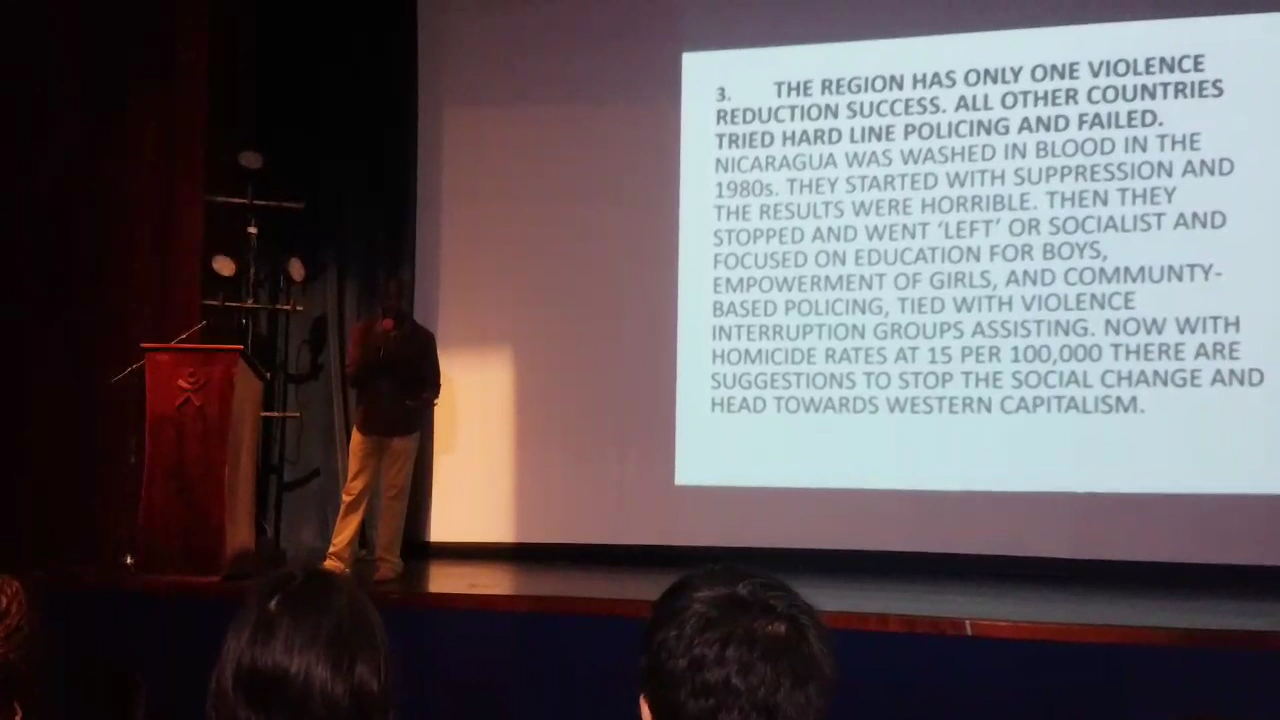 3. THE REGION HAS ONLY ONE VIOLENCE
REDUCTION SUCCESS. ALL OTHER COUNTRIES
TRIED HARD LINE POLICING AND FAILED.
NICARAGUA WAS WASHED IN BLOOD IN THE
1980s. THEY STARTED WITH SUPPRESSION AND
THE RESULTS WERE HORRIBLE. THEN THEY
STOPPED AND WENT 'LEFT' OR SOCIALIST AND
FOCUSED ON EDUCATION FOR BOYS,
EMPOWERMENT OF GIRLS, AND COMMUNTY-
BASED POLICING, TIED WITH VIOLENCE
INTERRUPTION GROUPS ASSISTING. NOW WITH
HOMICIDE RATES AT 15 PER 100,000 THERE ARE
SUGGESTIONS TO STOP THE SOCIAL CHANGE AND
HEAD TOWARDS WESTERN CAPITALISM.